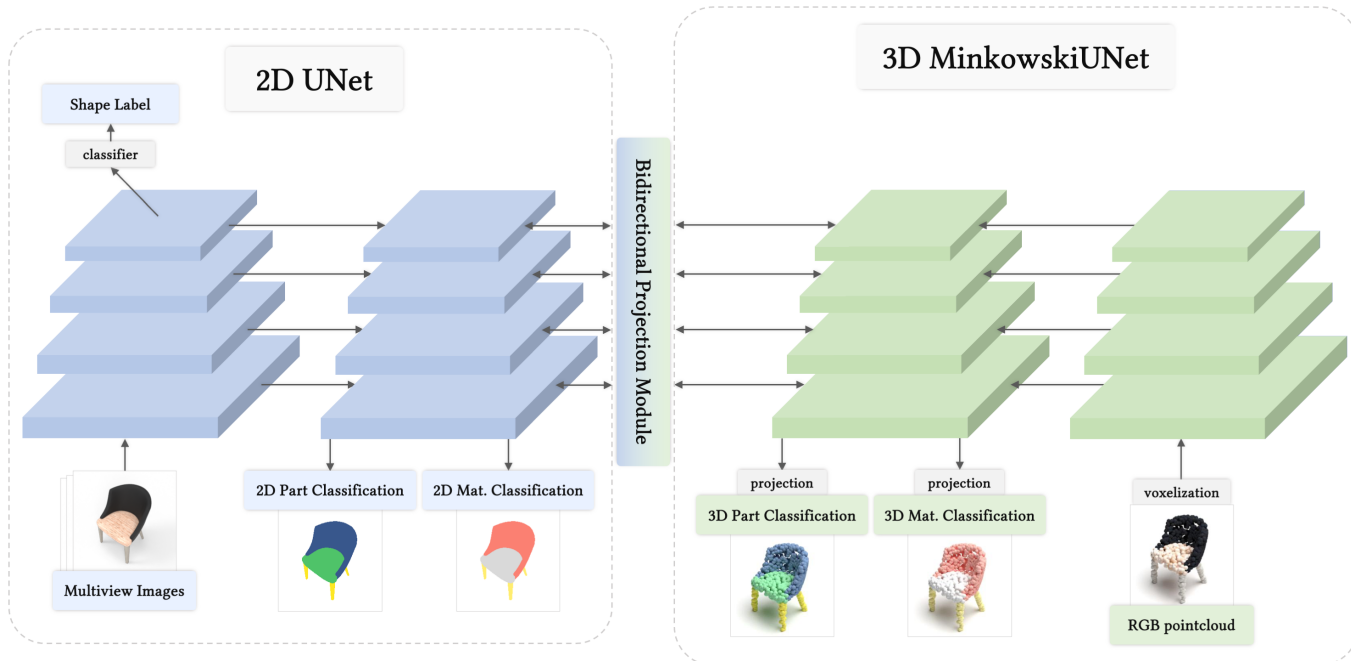 2D UNet
3D MinkowskiUNet
Shape Label
classifier
Bidirectional Projection Module
2D Part Classification
2D Mat. Classification
Multiview Images
projection
projection
3D Part Classification
3D Mat. Classification
voxelization
RGB pointcloud